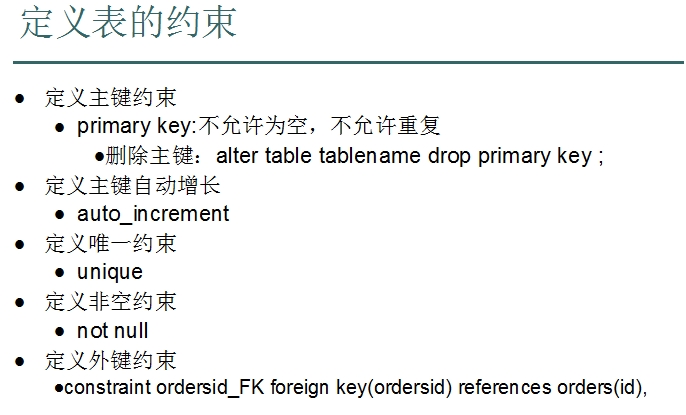 定义表的约束
● 定义主键约束
● primary key:不允许为空，不允许重复
●删除主键：alter table tablename drop primary key ;
● 定义主键自动增长
● auto_increment
● 定义唯一约束
● unique
● 定义非空约束
● not null
● 定义外键约束
●constraint ordersid_FK foreign key(ordersid) references orders(id),